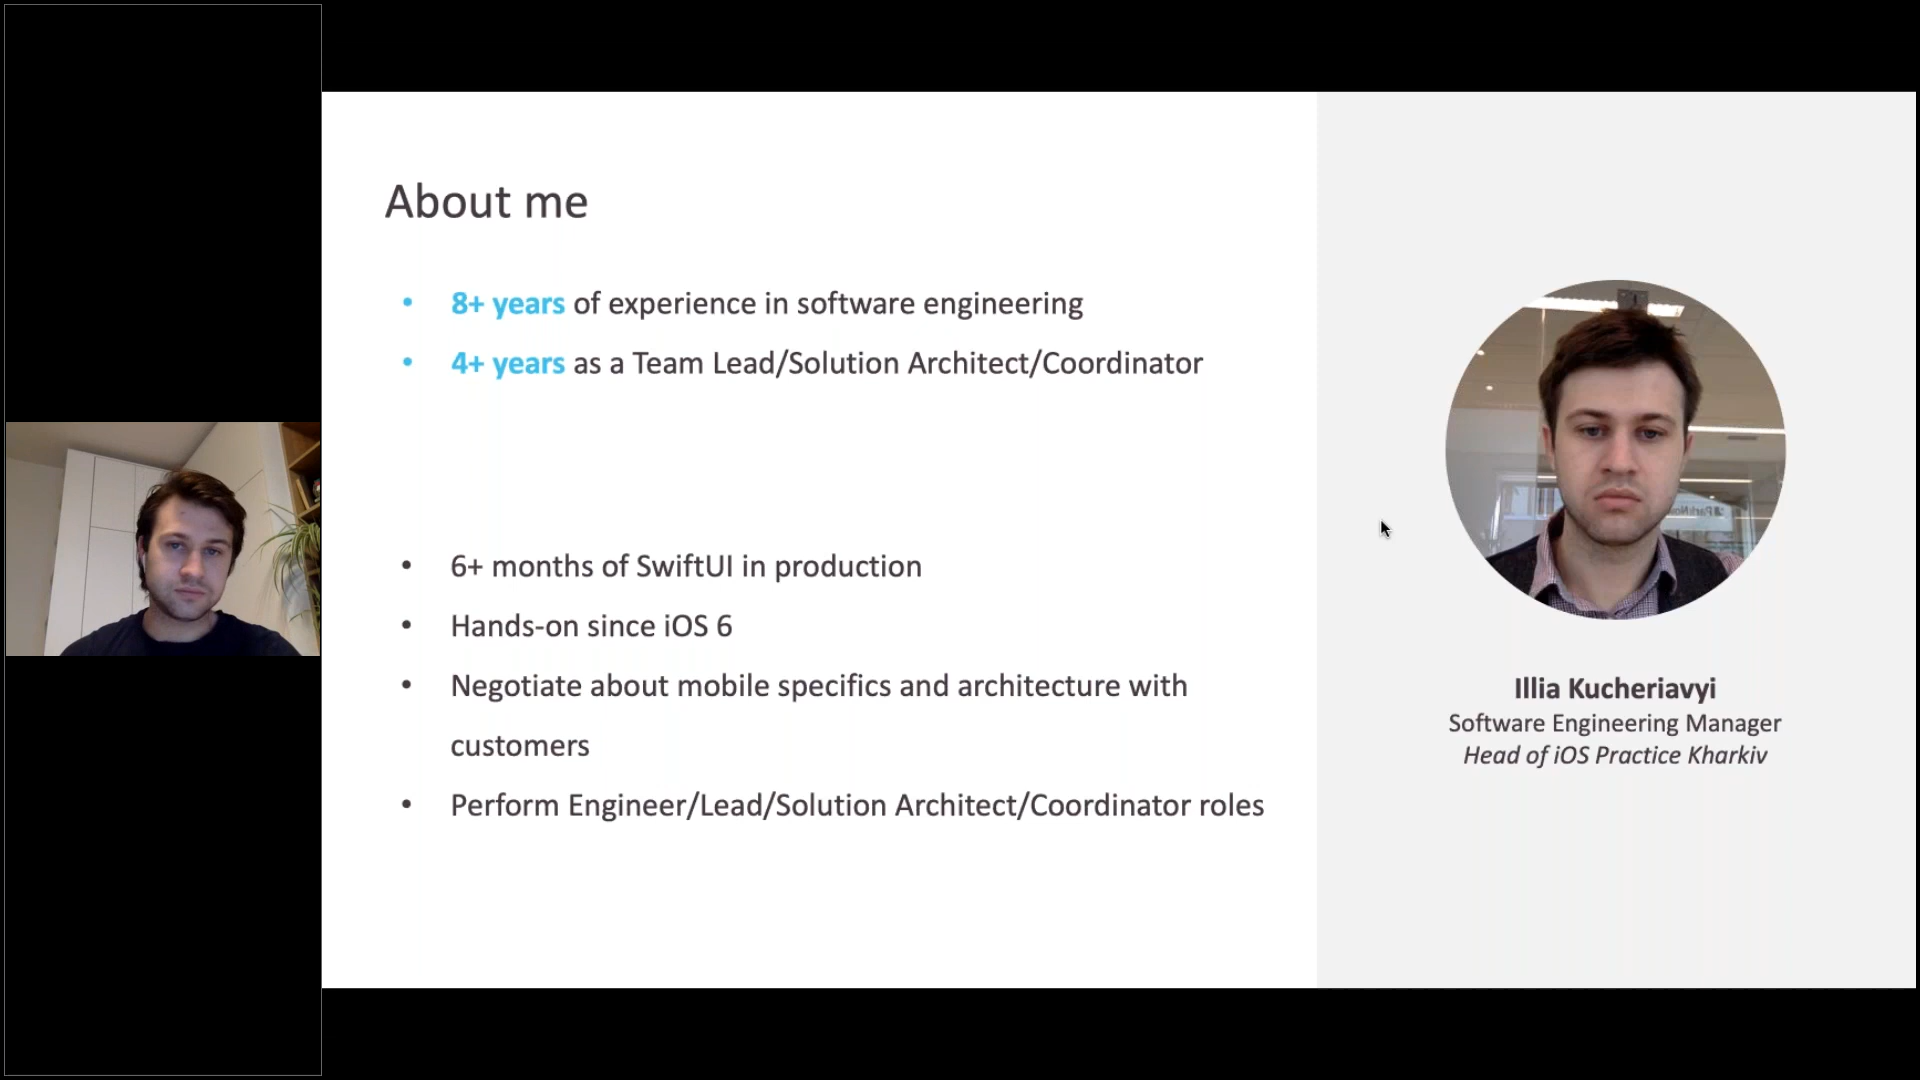 About me
• 8+ years of experience in software engineering
• 4+ years as a Team Lead/Solution Architect/Coordinator
• 6+ months of SwiftUI in production
• Hands-on since iOS 6
• Negotiate about mobile specifics and architecture with
customers
• Perform Engineer/Lead/Solution Architect/Coordinator roles
Illia Kucheriavyi
Software Engineering Manager
Head of iOS Practice Kharkiv